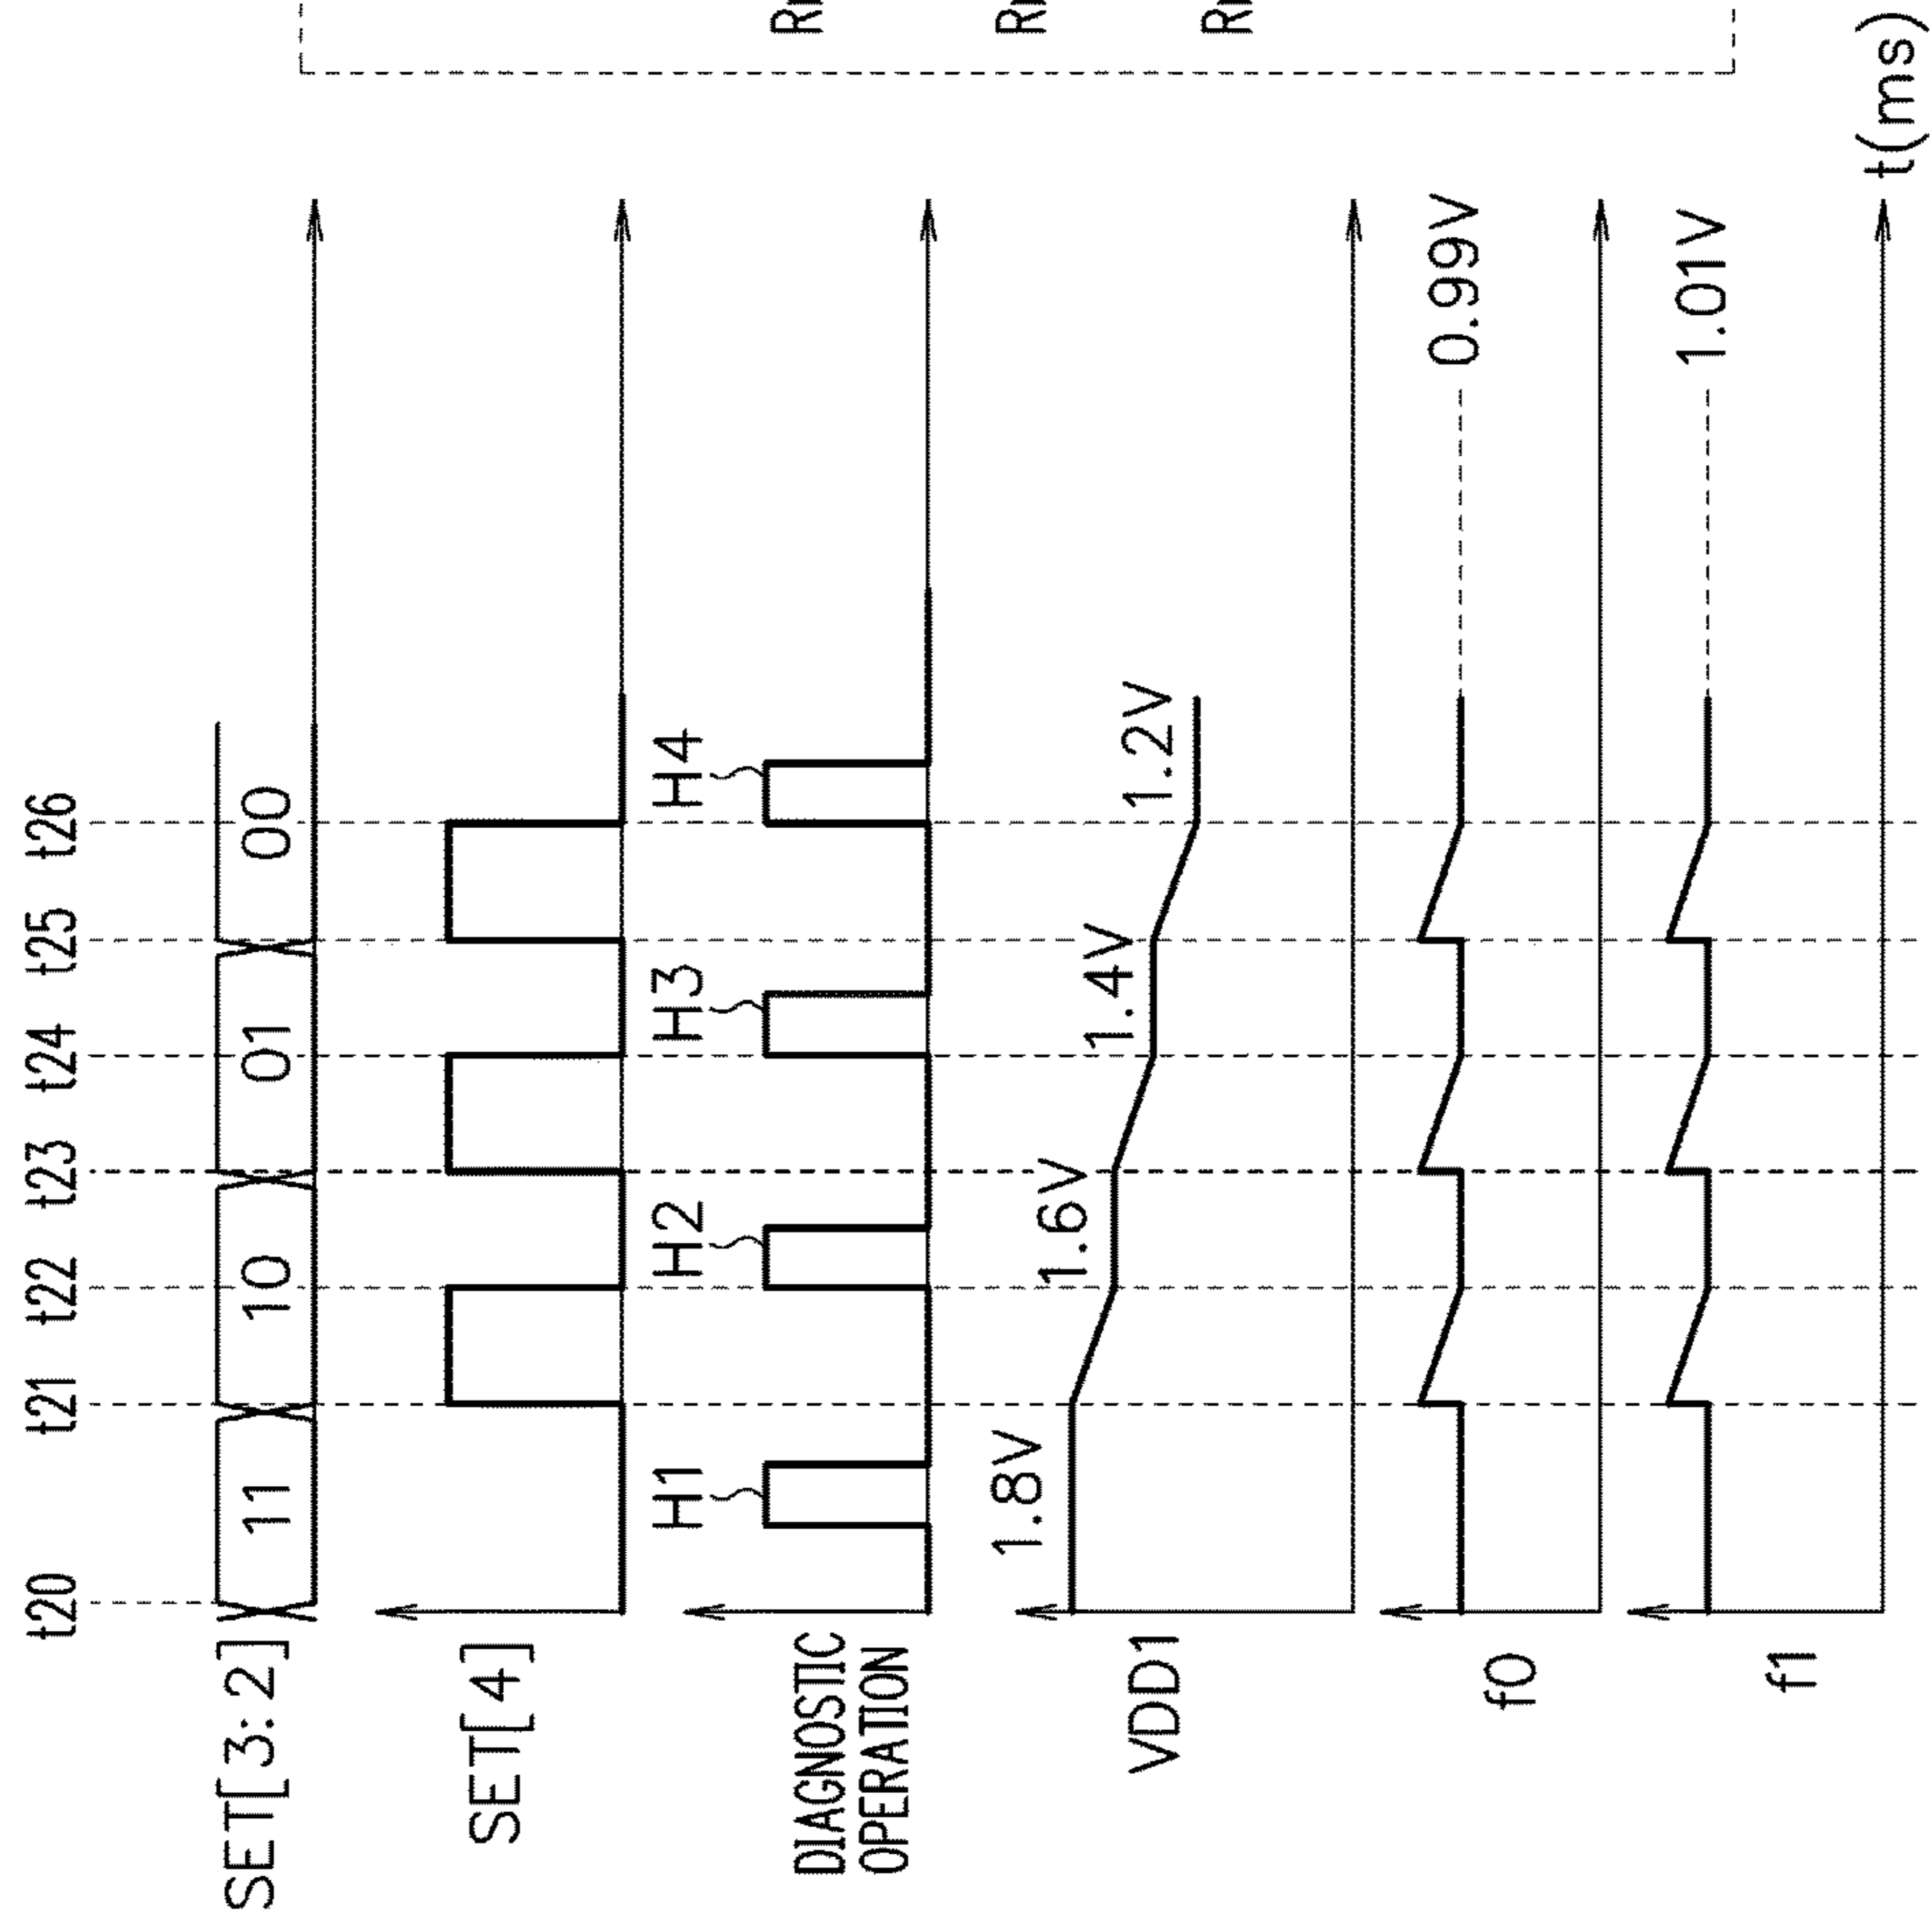 t20 t21 t22 t23 t24 t25 t26
SET[3:2]
11 10 01 00
SET[4]
H1 H2 H3 H4
DIAGNOSTIC
OPERATION
1.8V 1.6V 1.4V 1.2V
VDD1
f0
0.99V
f1
1.01V
t(ms)